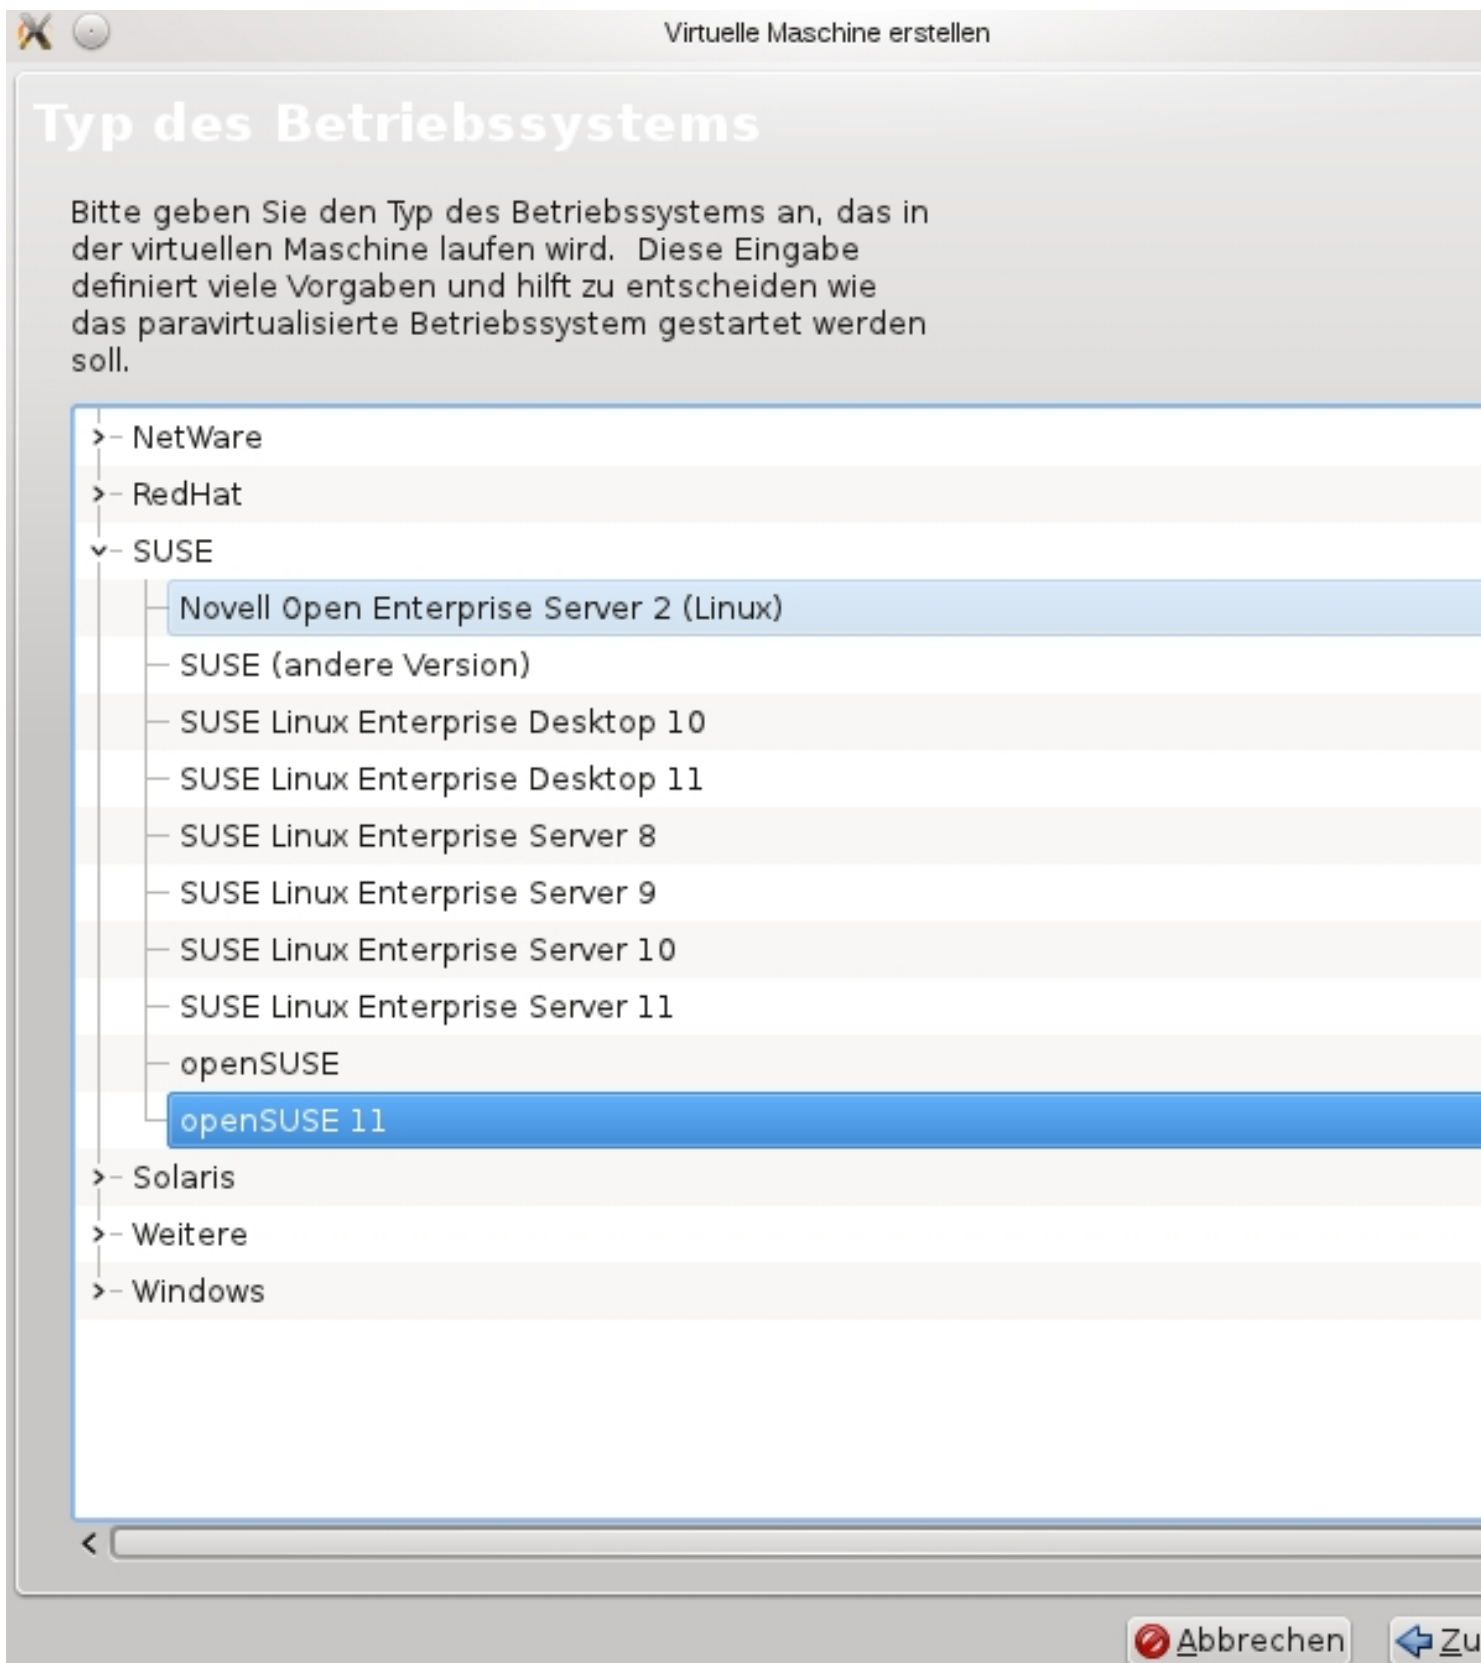 Virtuelle Maschine erstellen
Typ des Betriebssystems
Bitte geben Sie den Typ des Betriebssystems an, das in
der virtuellen Maschine laufen wird.  Diese Eingabe
definiert viele Vorgaben und hilft zu entscheiden wie
das paravirtualisierte Betriebssystem gestartet werden
soll.
NetWare
RedHat
SUSE
Novell Open Enterprise Server 2 (Linux)
SUSE (andere Version)
SUSE Linux Enterprise Desktop 10
SUSE Linux Enterprise Desktop 11
SUSE Linux Enterprise Server 8
SUSE Linux Enterprise Server 9
SUSE Linux Enterprise Server 10
SUSE Linux Enterprise Server 11
openSUSE
openSUSE 11
Solaris
Weitere
Windows
Abbrechen Zu